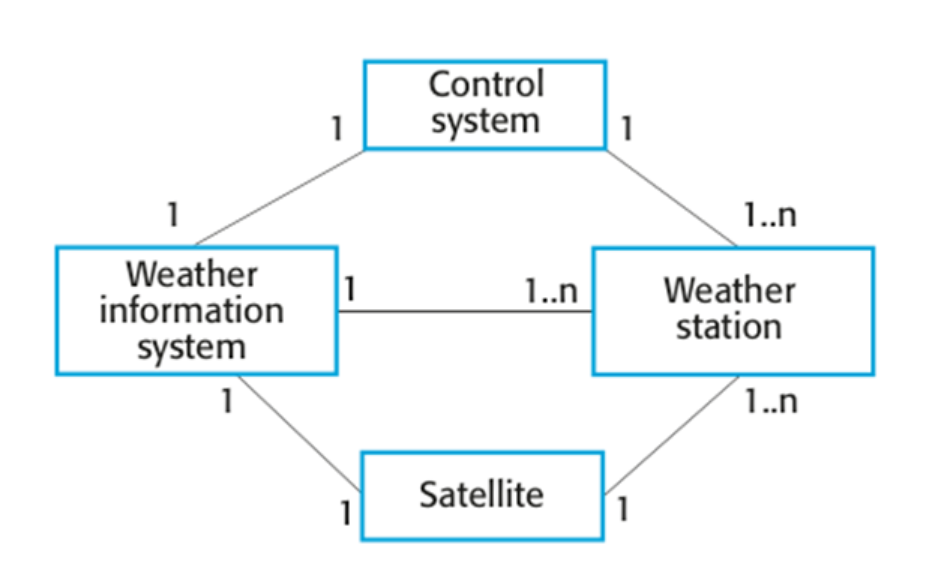 Control
system
1
1
1
1..n
Weather
information
system
1
1..n
Weather
station
1
1..n
Satellite
1
1